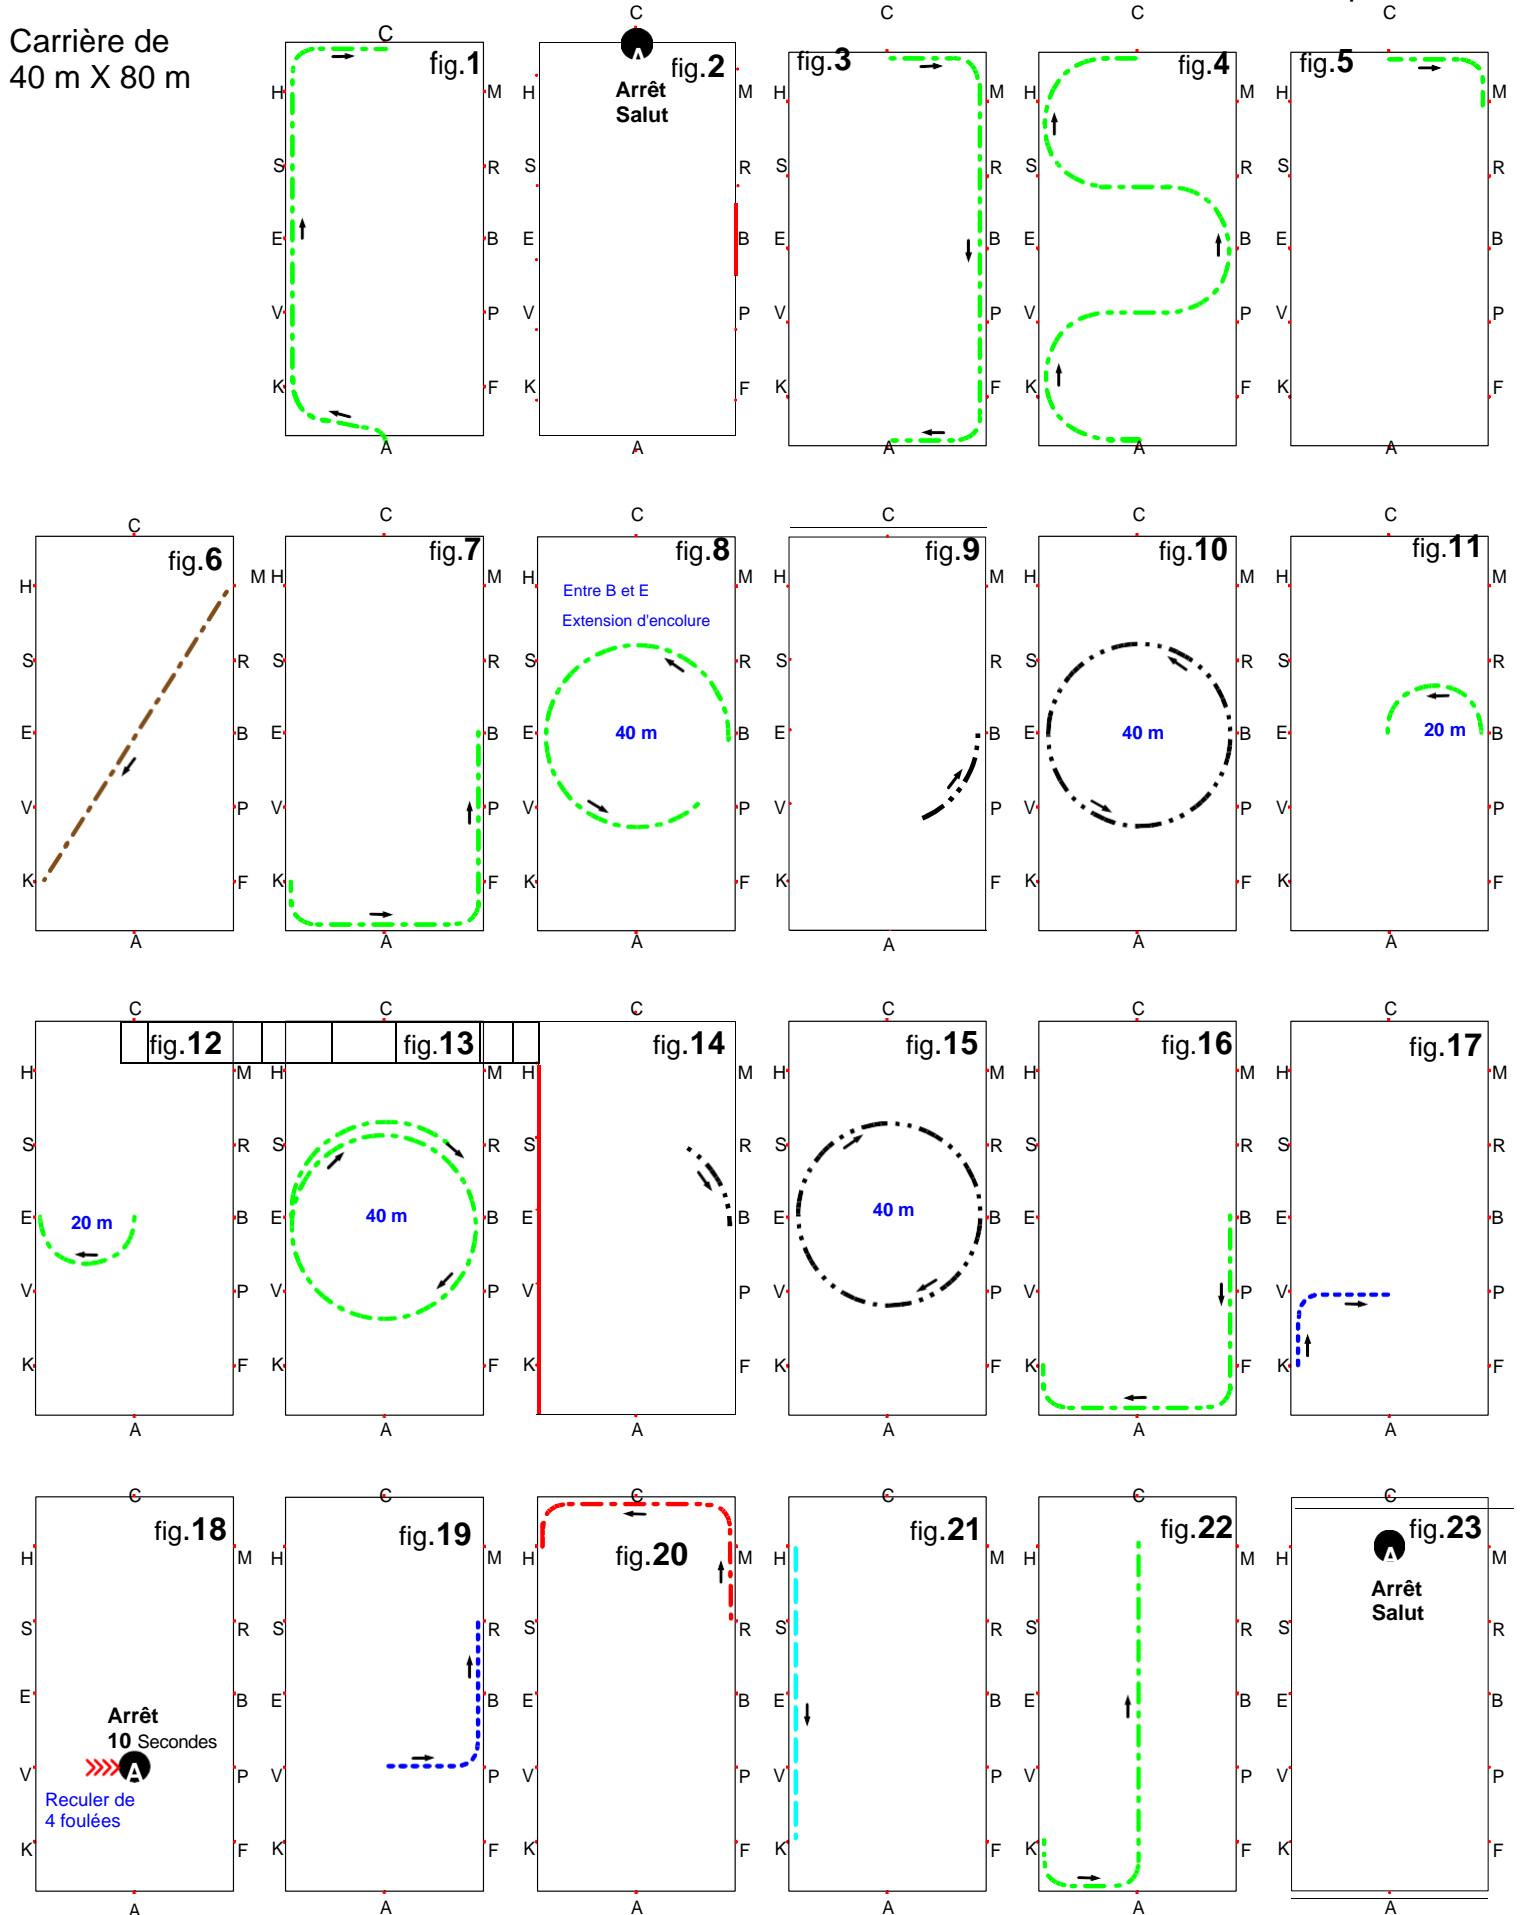 Carrière de
40 m X 80 m
C
fig.1
H M
S R
E B
V P
K F
A
C
A
fig.2
Arrêt
Salut
H M
S R
E B
V P
K F
A
C
fig.3
H M
S R
E B
V P
K F
A
C
fig.4
H M
S R
E B
V P
K F
A
C
fig.5
H M
S R
E B
V P
K F
A
C
fig.6
H M
S R
E B
V P
K F
A
C
fig.7
H M
S R
E B
V P
K F
A
C
fig.8
H M
Entre B et E
Extension d'encolure
S R
E 40 m B
V P
K F
A
C
fig.9
H M
S R
E B
V P
K F
A
C
fig.10
H M
S R
E 40 m B
V P
K F
A
C
fig.11
H M
S R
E 20 m B
V P
K F
A
C
fig.12
H M
S R
E 20 m B
V P
K F
A
C
fig.13
H M
S R
E 40 m B
V P
K F
A
C
fig.14
H M
S R
E B
V P
K F
A
C
fig.15
H M
S R
E 40 m B
V P
K F
A
C
fig.16
H M
S R
E B
V P
K F
A
C
fig.17
H M
S R
E B
V P
K F
A
C
fig.18
H M
S R
E B
Arrêt
10 Secondes
V A P
Reculer de
4 foulées
K F
A
C
fig.19
H M
S R
E B
V P
K F
A
C
fig.20
H M
S R
E B
V P
K F
A
C
fig.21
H M
S R
E B
V P
K F
A
C
fig.22
H M
S R
E B
V P
K F
A
C
fig.23
A
H M
Arrêt
Salut
S R
E B
V P
K F
A